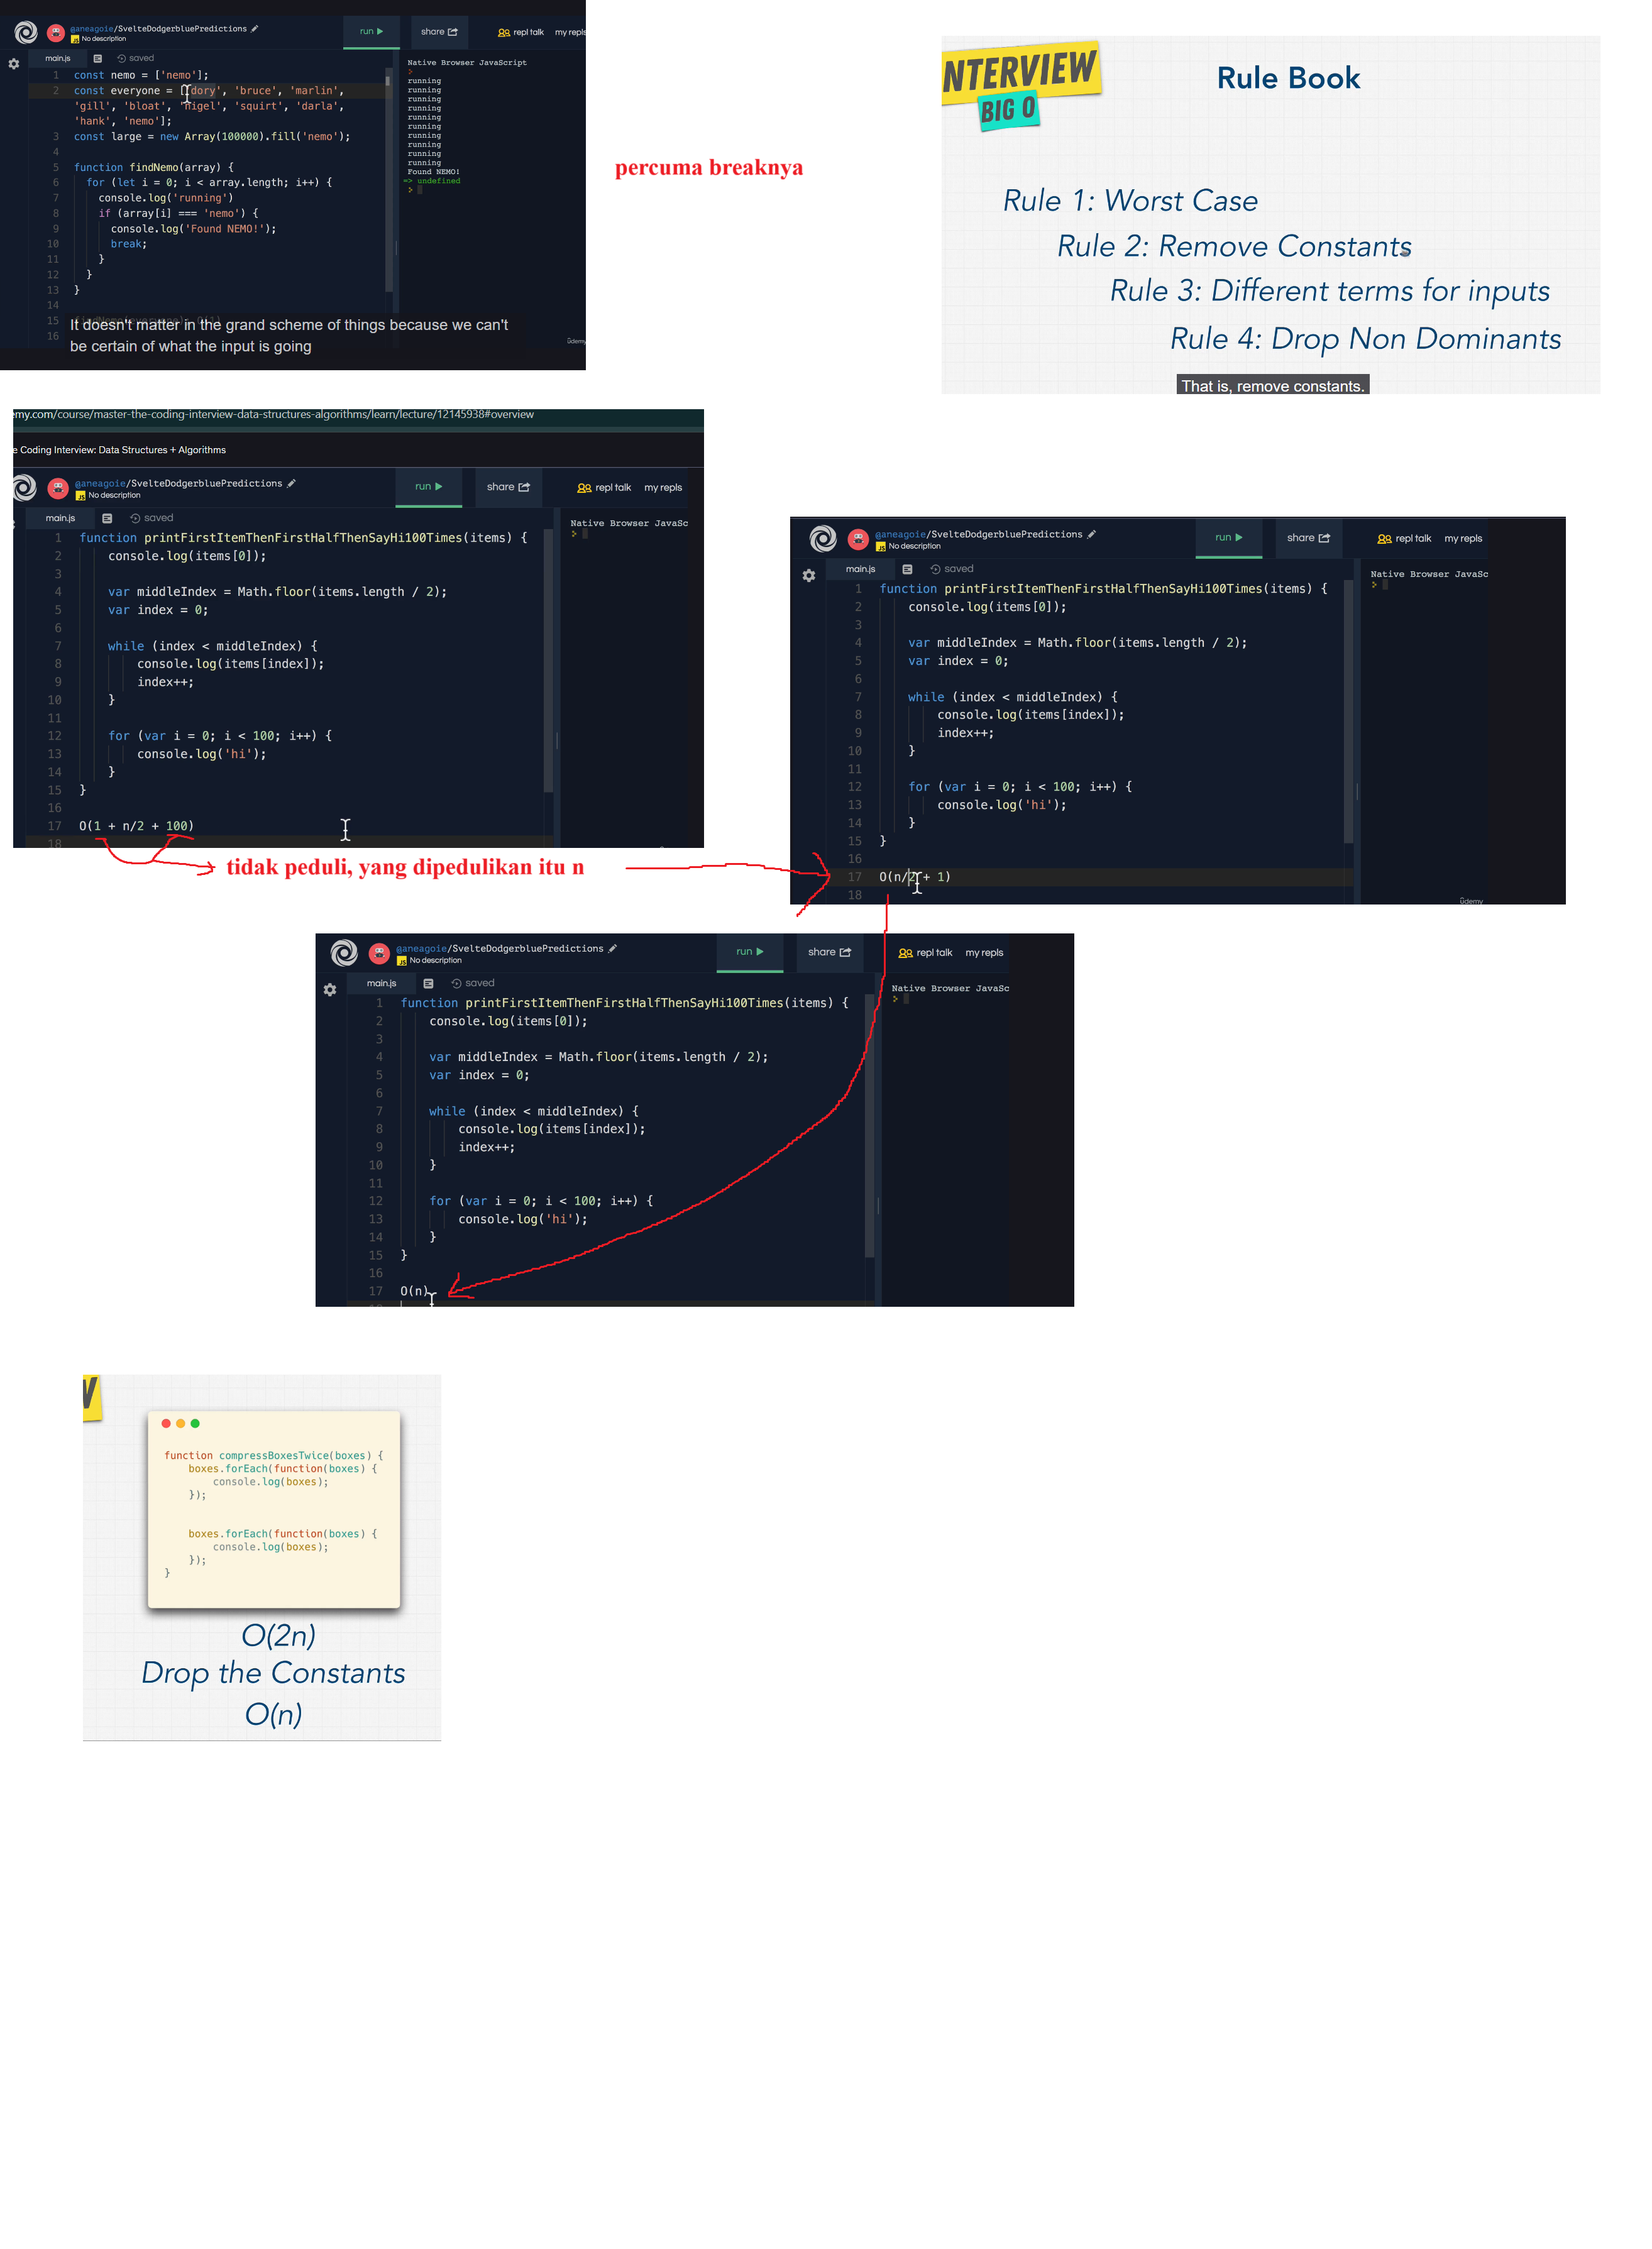 @aneagoie/SvelteDodgerbluePredictions
No description
run
share
repl talk
my repls
main.js
saved
1 const nemo = ['nemo'];
2 const everyone = ['dory', 'bruce', 'marlin',
'gill', 'bloat', 'nigel', 'squirt', 'darla',
'hank', 'nemo'];
3 const large = new Array(100000).fill('nemo');
4
5 function findNemo(array) {
6 for (let i = 0; i < array.length; i++) {
7 console.log('running')
8 if (array[i] === 'nemo') {
9 console.log('Found NEMO!');
10 break;
11 }
12 }
13 }
14
15
16
It doesn't matter in the grand scheme of things because we can't
be certain of what the input is going
Native Browser JavaScript
running
running
running
running
running
running
running
running
running
running
Found NEMO!
=> undefined
ûdemy
percuma breaknya
NTERVIEW
BIG O
Rule Book
Rule 1: Worst Case
Rule 2: Remove Constants
Rule 3: Different terms for inputs
Rule 4: Drop Non Dominants
That is, remove constants.
my.com/course/master-the-coding-interview-data-structures-algorithms/learn/lecture/12145938#overview
e Coding Interview: Data Structures + Algorithms
@aneagoie/SvelteDodgerbluePredictions
No description
run
share
repl talk
my repls
main.js
saved
Native Browser JavaSc
1 function printFirstItemThenFirstHalfThenSayHi100Times(items) {
2 console.log(items[0]);
3
4 var middleIndex = Math.floor(items.length / 2);
5 var index = 0;
6
7 while (index < middleIndex) {
8 console.log(items[index]);
9 index++;
10 }
11
12 for (var i = 0; i < 100; i++) {
13 console.log('hi');
14 }
15 }
16
17 O(1 + n/2 + 100)
18
tidak peduli, yang dipedulikan itu n
@aneagoie/SvelteDodgerbluePredictions
No description
run
share
repl talk
my repls
main.js
saved
Native Browser JavaSc
1 function printFirstItemThenFirstHalfThenSayHi100Times(items) {
2 console.log(items[0]);
3
4 var middleIndex = Math.floor(items.length / 2);
5 var index = 0;
6
7 while (index < middleIndex) {
8 console.log(items[index]);
9 index++;
10 }
11
12 for (var i = 0; i < 100; i++) {
13 console.log('hi');
14 }
15 }
16
17 O(n/2 + 1)
18
ûdemy
@aneagoie/SvelteDodgerbluePredictions
No description
run
share
repl talk
my repls
main.js
saved
Native Browser JavaSc
1 function printFirstItemThenFirstHalfThenSayHi100Times(items) {
2 console.log(items[0]);
3
4 var middleIndex = Math.floor(items.length / 2);
5 var index = 0;
6
7 while (index < middleIndex) {
8 console.log(items[index]);
9 index++;
10 }
11
12 for (var i = 0; i < 100; i++) {
13 console.log('hi');
14 }
15 }
16
17 O(n)
W
function compressBoxesTwice(boxes) {
boxes.forEach(function(boxes) {
console.log(boxes);
});
boxes.forEach(function(boxes) {
console.log(boxes);
});
}
O(2n)
Drop the Constants
O(n)